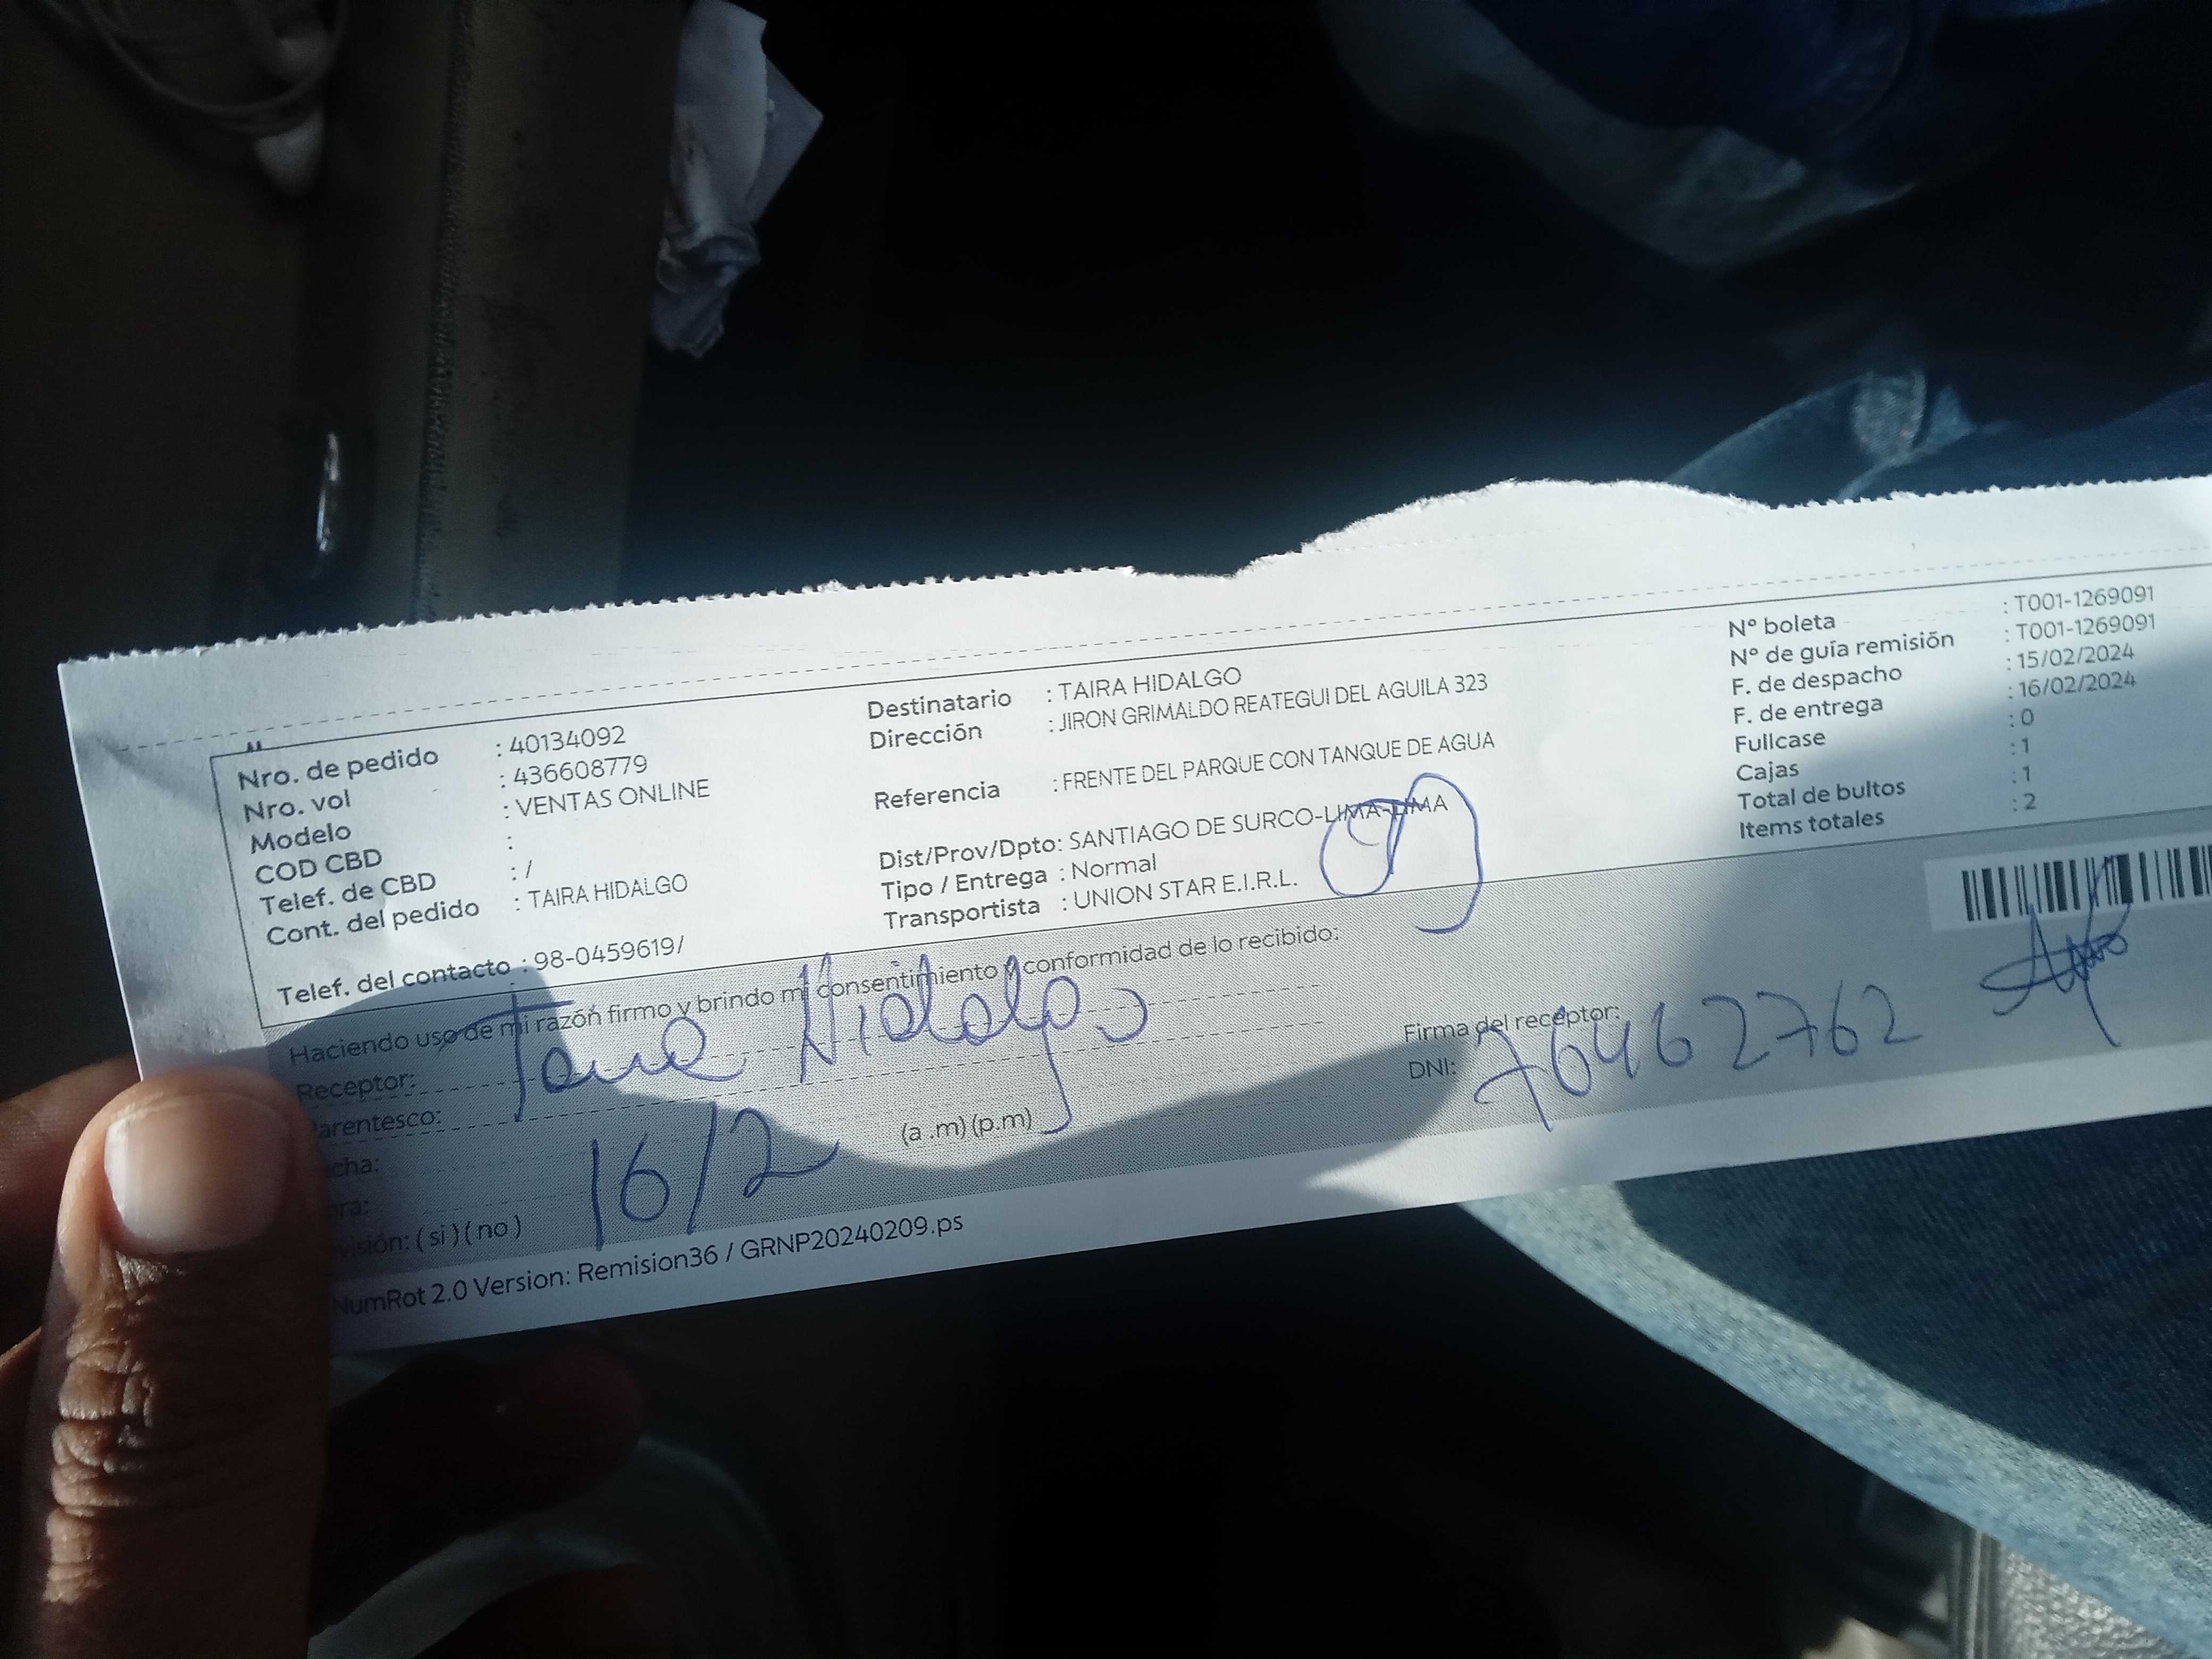 Nro. de pedido : 40134092
Nro. vol : 436608779
Modelo : VENTAS ONLINE
COD CBD :
Telef. de CBD : /
Cont. del pedido : TAIRA HIDALGO
Telef. del contacto : 98-0459619/
Destinatario : TAIRA HIDALGO
Dirección : JIRON GRIMALDO REATEGUI DEL AGUILA 323
Referencia : FRENTE DEL PARQUE CON TANQUE DE AGUA
Dist/Prov/Dpto: SANTIAGO DE SURCO-LIMA-LIMA
Tipo / Entrega : Normal
Transportista : UNION STAR E.I.R.L.
N° boleta : T001-1269091
N° de guía remisión : T001-1269091
F. de despacho : 15/02/2024
F. de entrega : 16/02/2024
Fullcase : 0
Cajas : 1
Total de bultos : 1
Items totales : 2
Haciendo uso de mi razón firmo y brindo mi consentimiento y conformidad de lo recibido:
Receptor: Hidalgo
arentesco:
cha: 16/2 (a .m) (p.m)
ra:
visión: ( si ) ( no )
Firma del receptor:
DNI: 76462762
NumRot 2.0 Version: Remision36 / GRNP20240209.ps